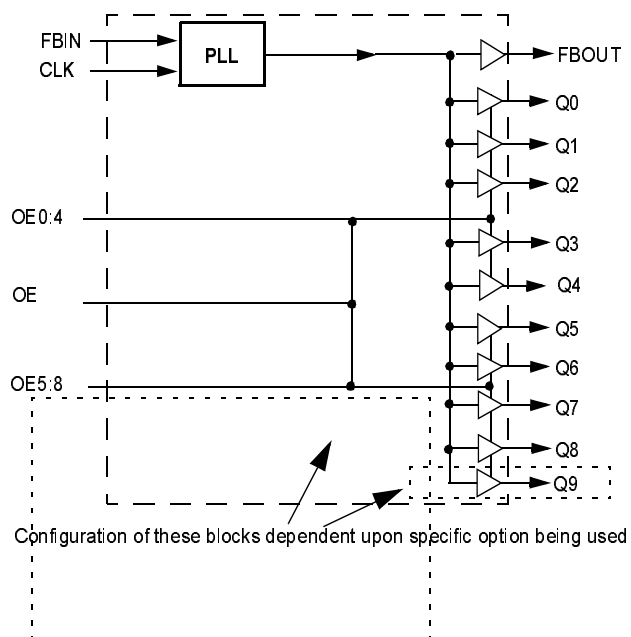 FBIN
CLK
PLL
FBOUT
Q0
Q1
Q2
OE0:4
Q3
OE
Q4
Q5
Q6
OE5:8
Q7
Q8
Q9
Configuration of these blocks dependent upon specific option being used